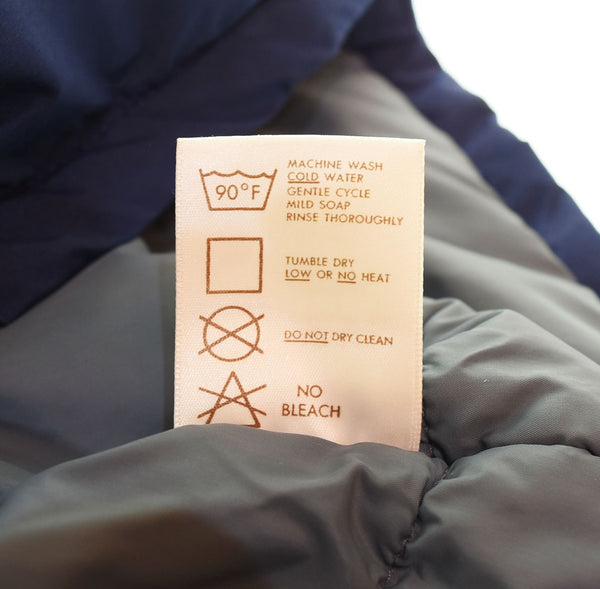 90°F
MACHINE WASH
COLD WATER
GENTLE CYCLE
MILD SOAP
RINSE THOROUGHLY
TUMBLE DRY
LOW OR NO HEAT
DO NOT DRY CLEAN
NO
BLEACH